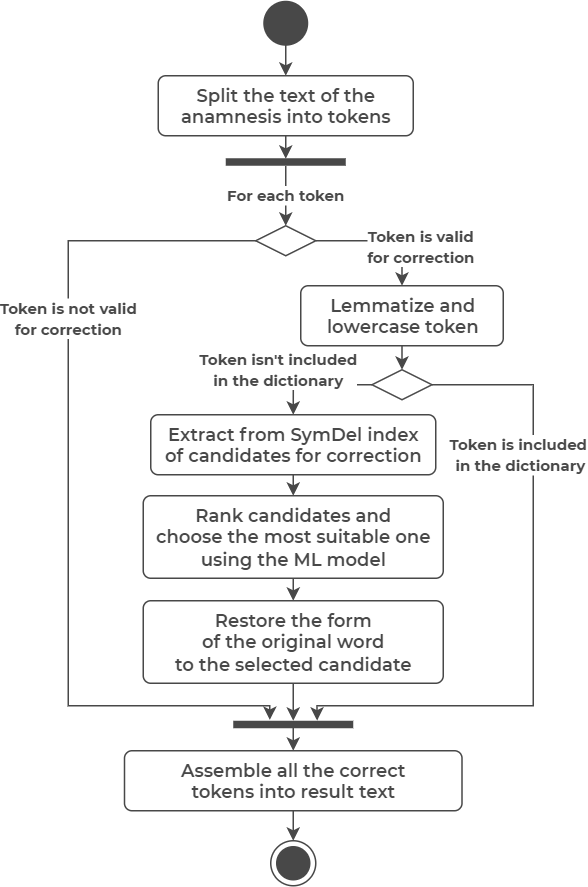 Split the text of the
anamnesis into tokens
For each token
Token is valid
for correction
Token is not valid
for correction
Lemmatize and
lowercase token
Token isn't included
in the dictionary
Token is included
in the dictionary
Extract from SymDel index
of candidates for correction
Rank candidates and
choose the most suitable one
using the ML model
Restore the form
of the original word
to the selected candidate
Assemble all the correct
tokens into result text